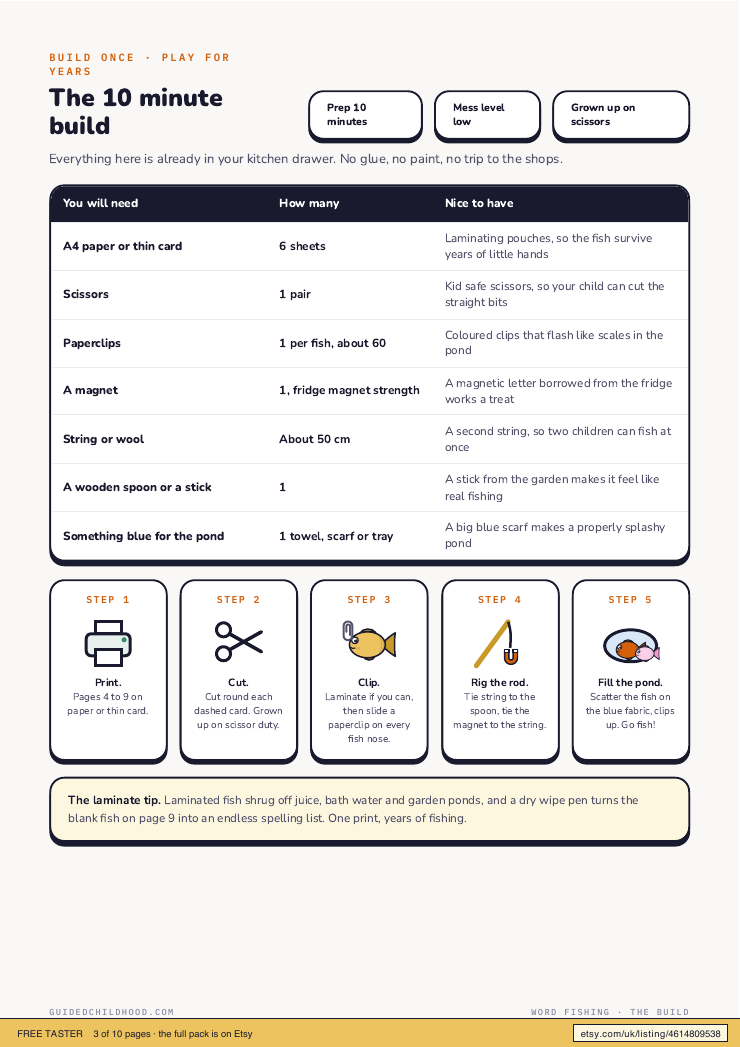 BUILD ONCE · PLAY FOR
YEARS
The 10 minute
build
Prep 10
minutes
Mess level
low
Grown up on
scissors
Everything here is already in your kitchen drawer. No glue, no paint, no trip to the shops.
You will need How many Nice to have
A4 paper or thin card 6 sheets Laminating pouches, so the fish survive
years of little hands
Scissors 1 pair Kid safe scissors, so your child can cut the
straight bits
Paperclips 1 per fish, about 60 Coloured clips that flash like scales in the
pond
A magnet 1, fridge magnet strength A magnetic letter borrowed from the fridge
works a treat
String or wool About 50 cm A second string, so two children can fish at
once
A wooden spoon or a stick 1 A stick from the garden makes it feel like
real fishing
Something blue for the pond 1 towel, scarf or tray A big blue scarf makes a properly splashy
pond
STEP 1
Print.
Pages 4 to 9 on
paper or thin card.
STEP 2
Cut.
Cut round each
dashed card. Grown
up on scissor duty.
STEP 3
Clip.
Laminate if you can,
then slide a
paperclip on every
fish nose.
STEP 4
Rig the rod.
Tie string to the
spoon, tie the
magnet to the string.
STEP 5
Fill the pond.
Scatter the fish on
the blue fabric, clips
up. Go fish!
The laminate tip. Laminated fish shrug off juice, bath water and garden ponds, and a dry wipe pen turns the
blank fish on page 9 into an endless spelling list. One print, years of fishing.
GUIDEDCHILDHOOD.COM WORD FISHING · THE BUILD
FREE TASTER 3 of 10 pages · the full pack is on Etsy etsy.com/uk/listing/4614809538